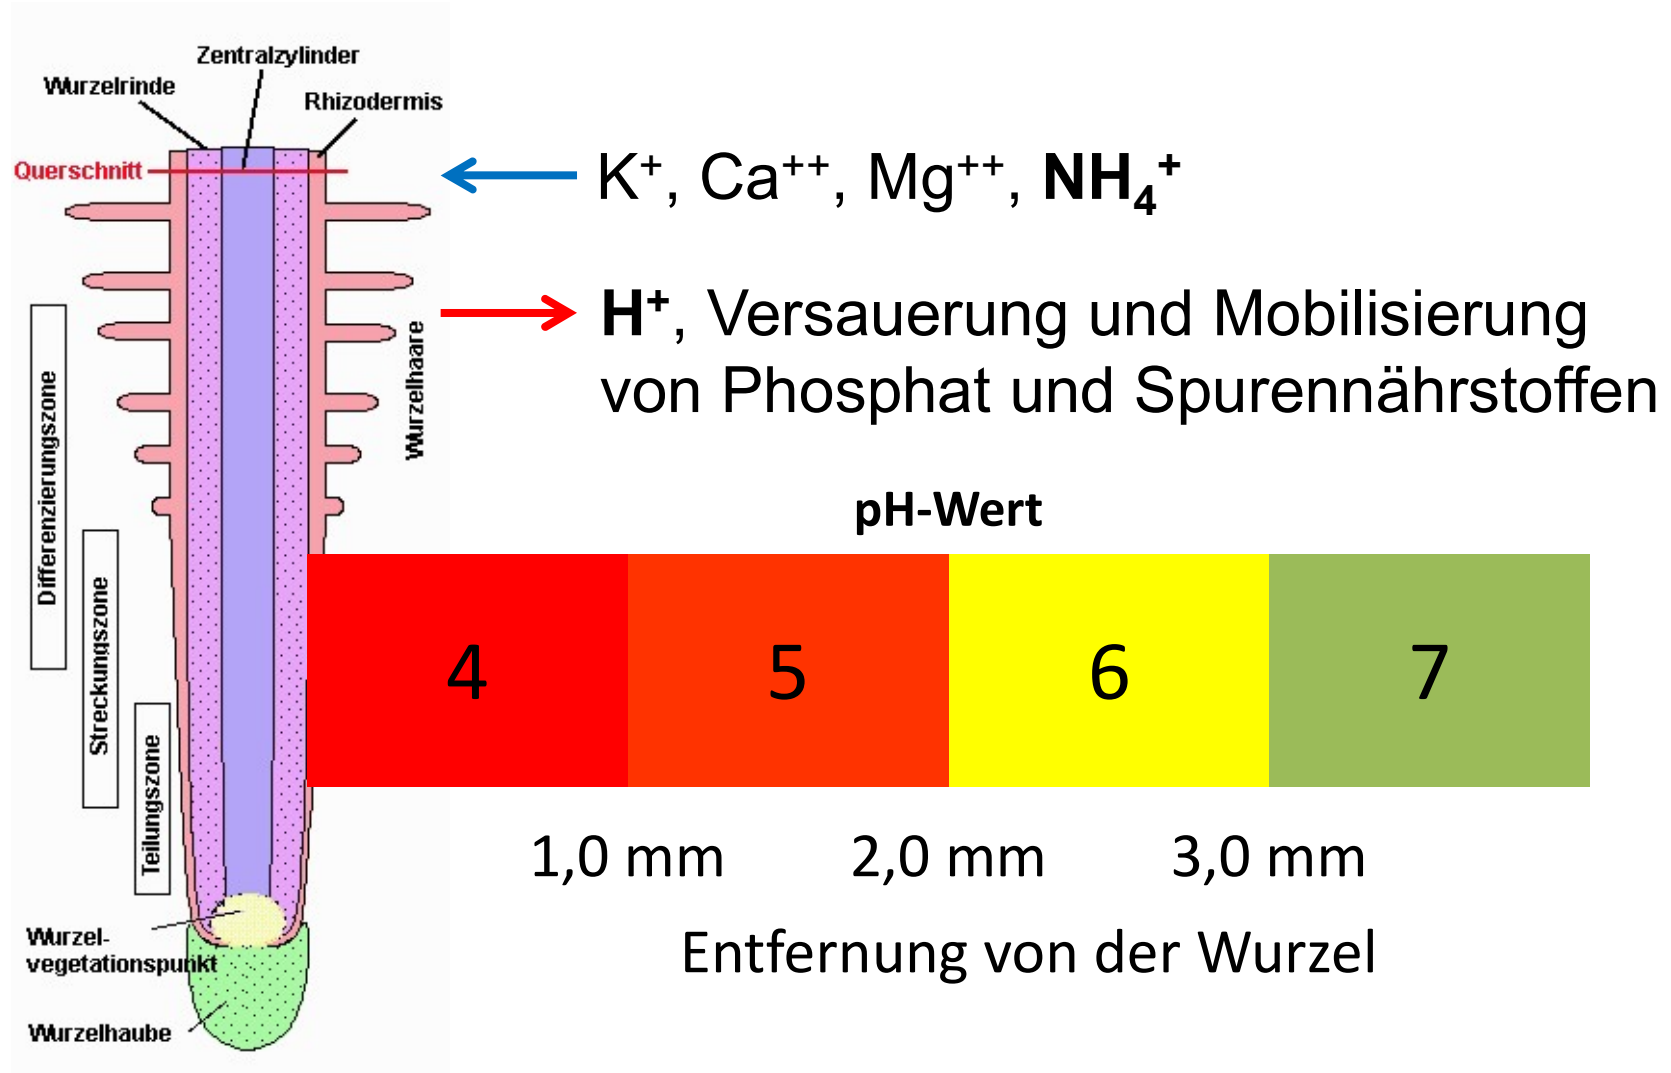 Zentralzylinder
Wurzelrinde
Rhizodermis
Querschnitt
K⁺, Ca⁺⁺, Mg⁺⁺, NH₄⁺
H⁺, Versauerung und Mobilisierung
von Phosphat und Spurennährstoffen
Wurzelhaare
Differenzierungszone
Streckungszone
Teilungszone
pH-Wert
4 5 6 7
1,0 mm 2,0 mm 3,0 mm
Entfernung von der Wurzel
Wurzel-
vegetationspunkt
Wurzelhaube